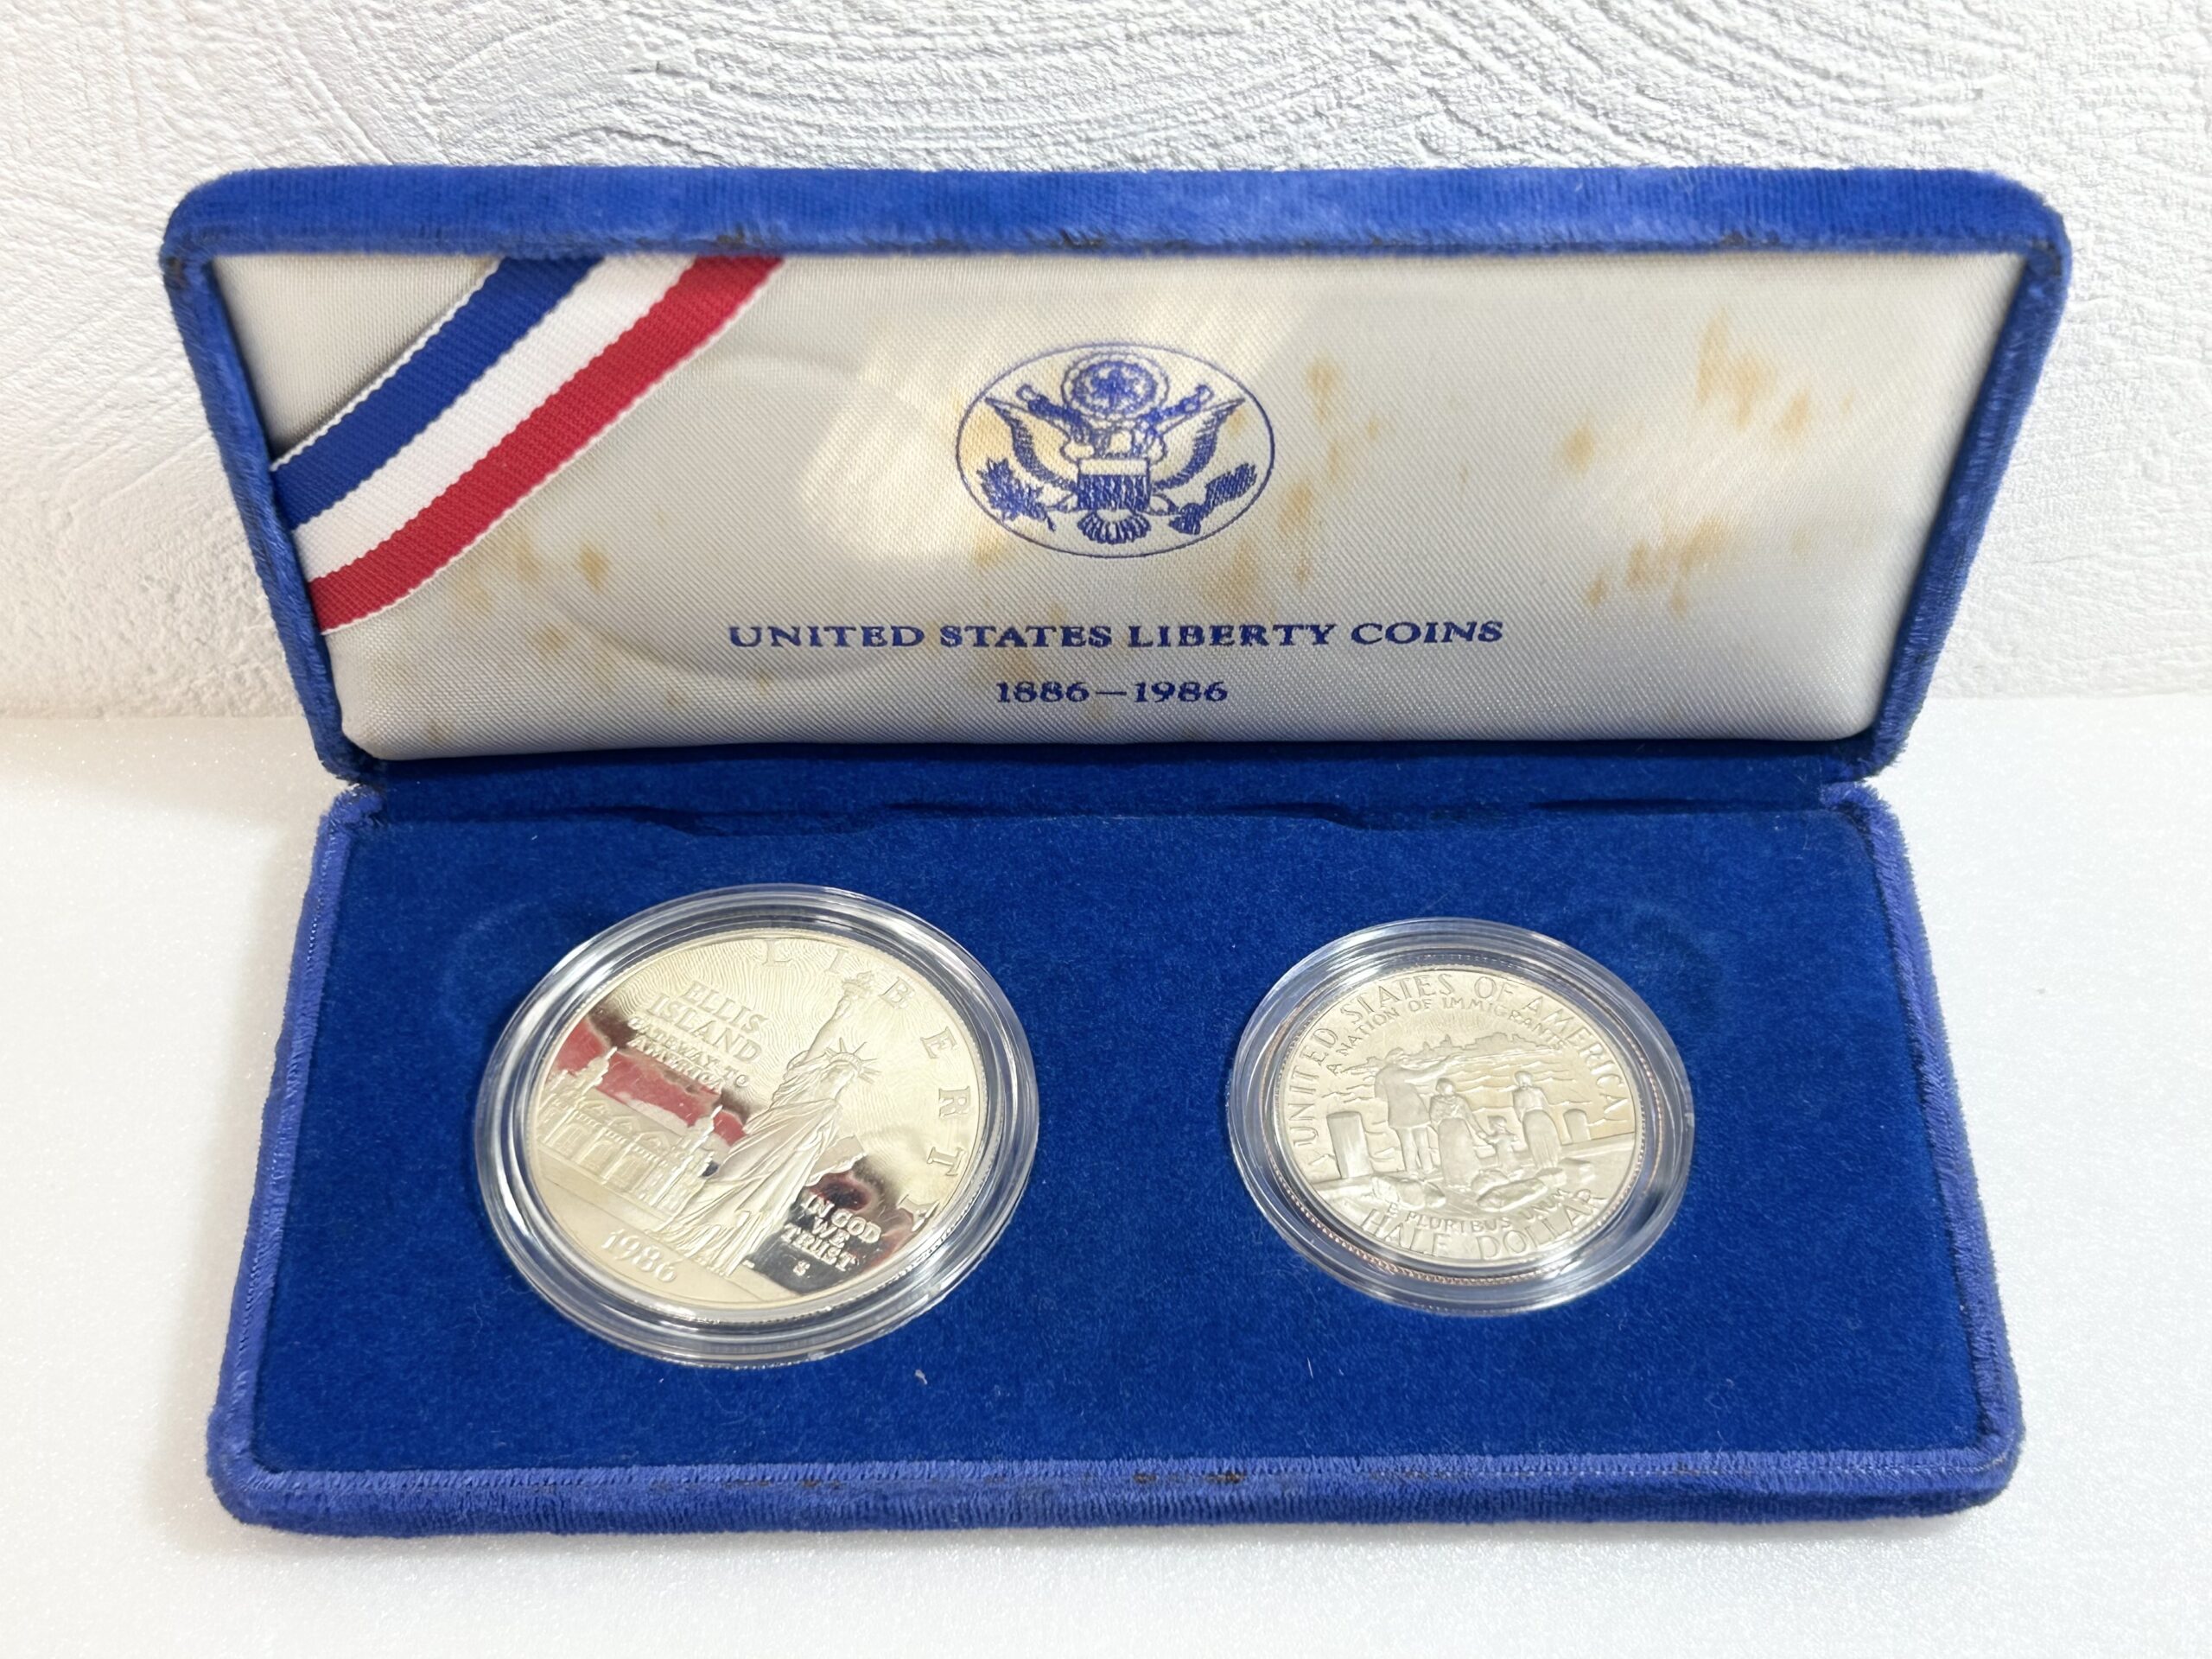 UNITED STATES LIBERTY COINS
1886–1986
LIBERTY
ELLIS
ISLAND
GATEWAY TO
AMERICA
IN GOD
WE
TRUST
S
1986
UNITED STATES OF AMERICA
A NATION OF IMMIGRANTS
E PLURIBUS UNUM
HALF DOLLAR